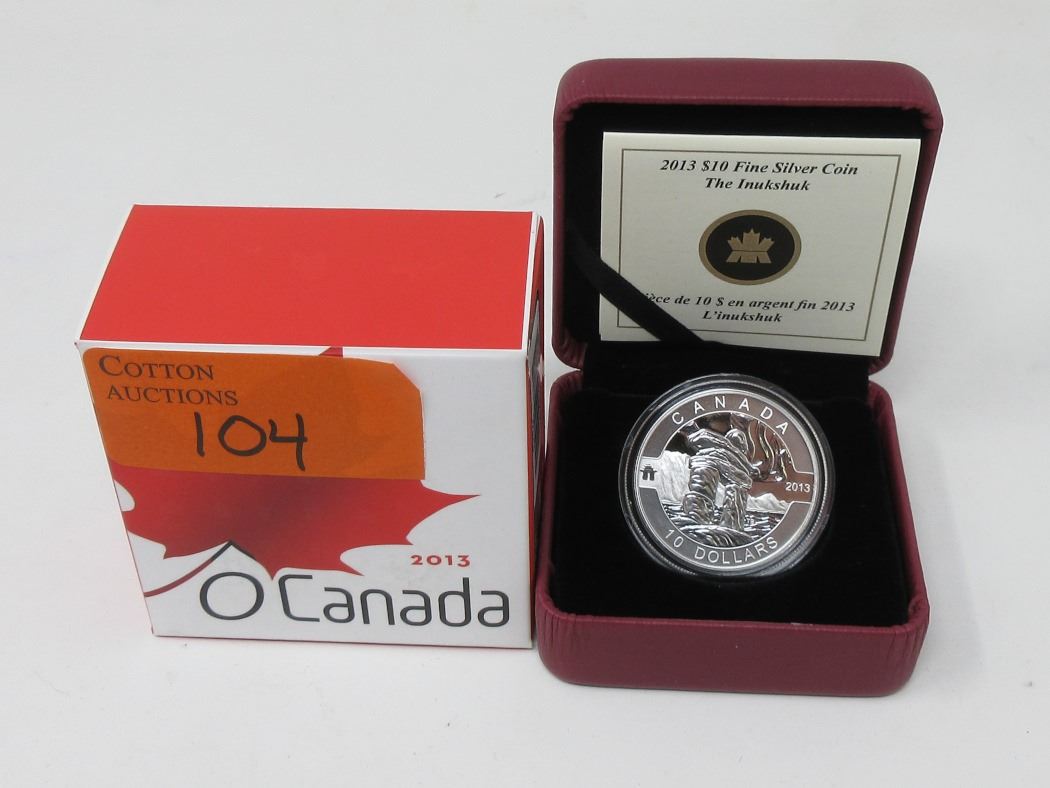 COTTON
AUCTIONS
104
2013
O Canada
2013 $10 Fine Silver Coin
The Inukshuk
ièce de 10 $ en argent fin 2013
L'inukshuk
CANADA
2013
10 DOLLARS